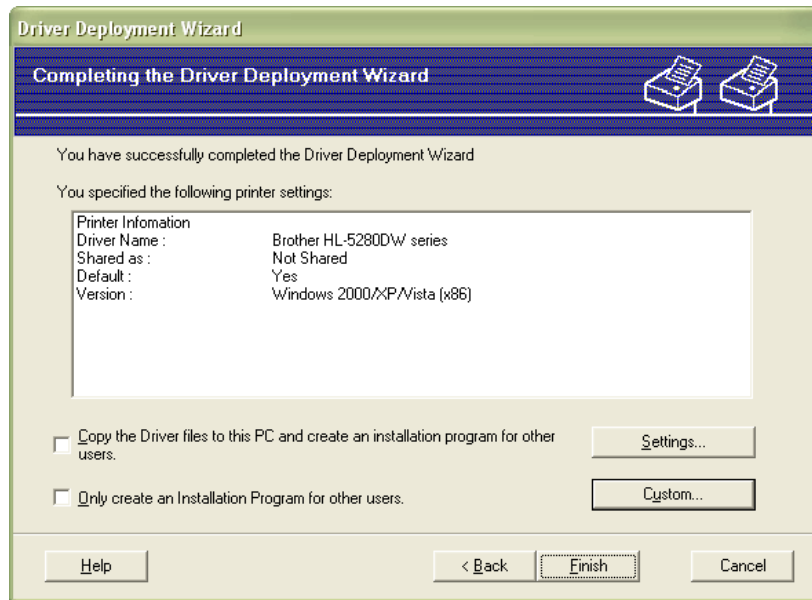 Driver Deployment Wizard
Completing the Driver Deployment Wizard
You have successfully completed the Driver Deployment Wizard
You specified the following printer settings:
Printer Infomation
Driver Name : Brother HL-5280DW series
Shared as : Not Shared
Default : Yes
Version : Windows 2000/XP/Vista (x86)
Copy the Driver files to this PC and create an installation program for other
users.
Settings...
Only create an Installation Program for other users.
Custom...
Help
< Back
Finish
Cancel